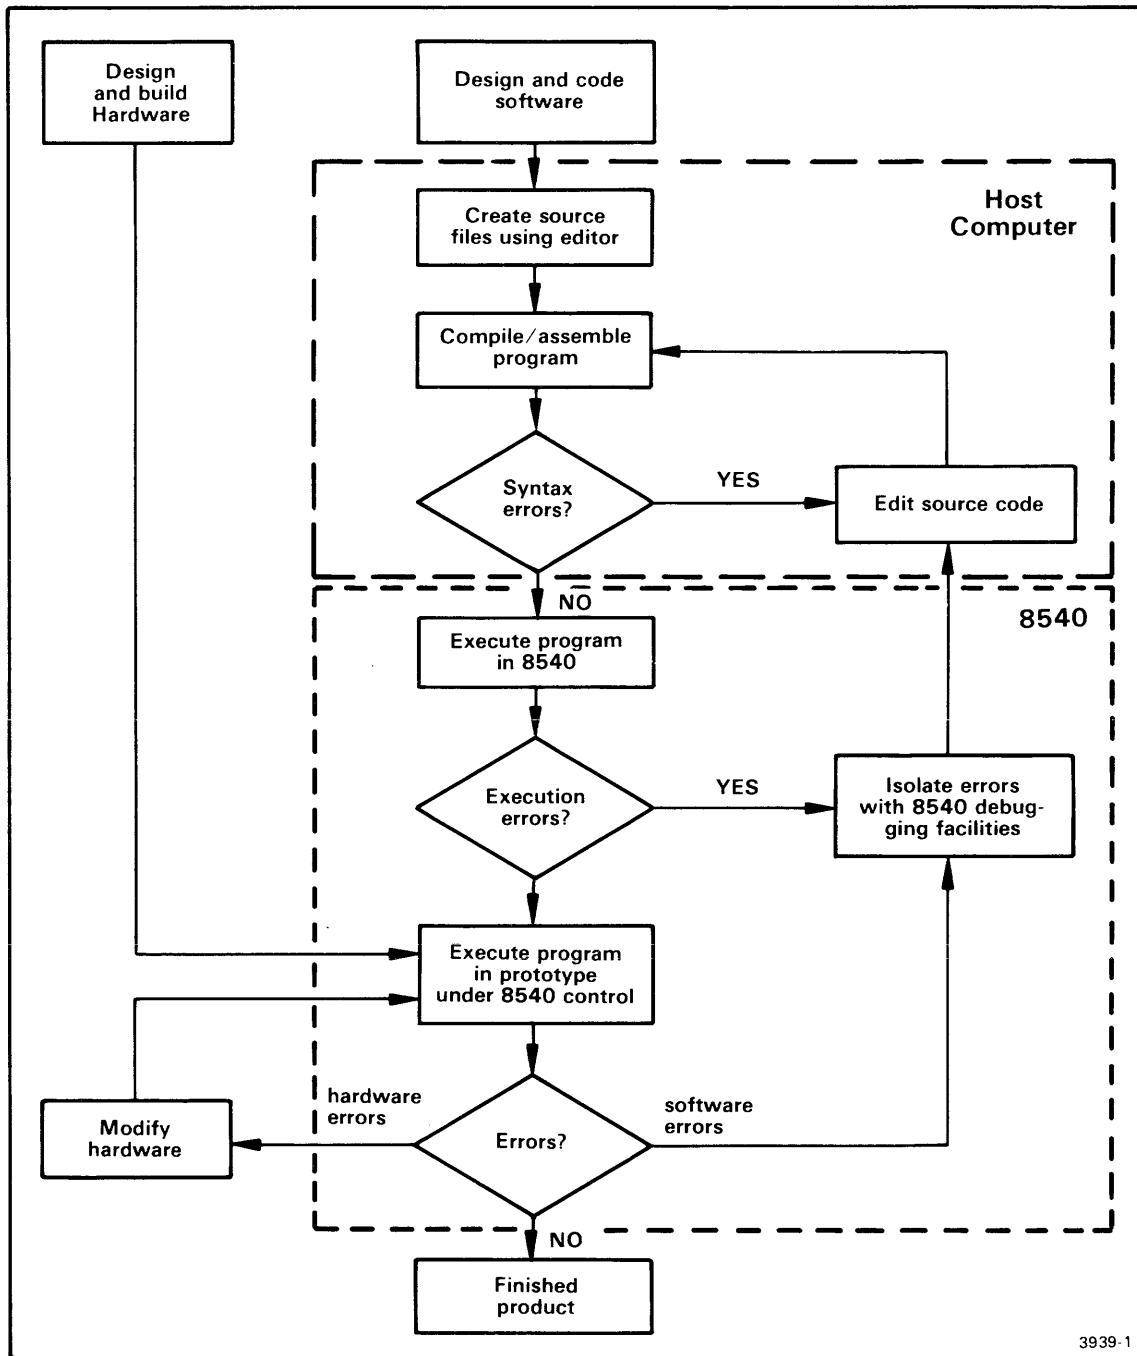 Design
and build
Hardware
Design and code
software
Host
Computer
Create source
files using editor
Compile/assemble
program
Syntax
errors?
YES
Edit source code
NO
8540
Execute program
in 8540
Execution
errors?
YES
Isolate errors
with 8540 debug-
ging facilities
Execute program
in prototype
under 8540 control
hardware
errors
software
errors
Modify
hardware
Errors?
NO
Finished
product
3939-1